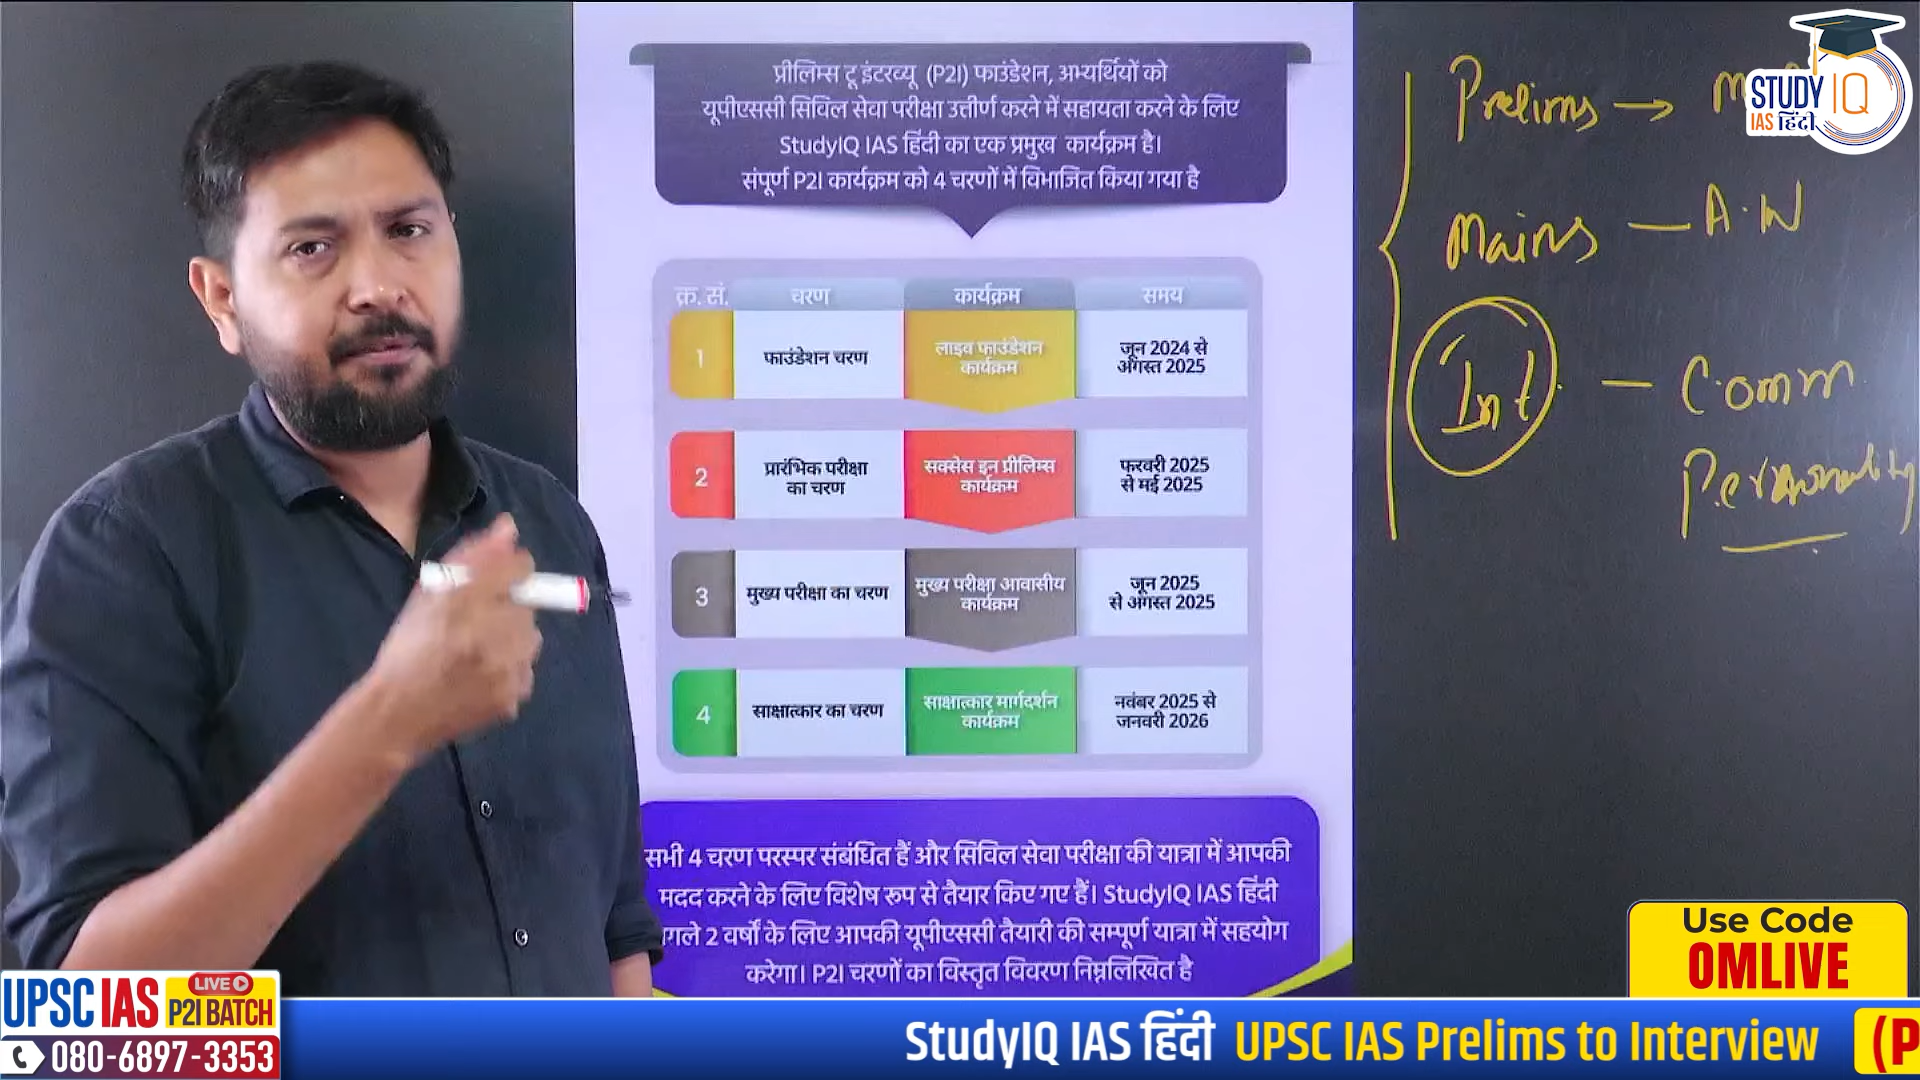 प्रीलिम्स टू इंटरव्यू (P2I) फाउंडेशन, अभ्यर्थियों को
यूपीएससी सिविल सेवा परीक्षा उत्तीर्ण करने में सहायता करने के लिए
StudyIQ IAS हिंदी का एक प्रमुख कार्यक्रम है।
संपूर्ण P2I कार्यक्रम को 4 चरणों में विभाजित किया गया है
क्र. सं. चरण कार्यक्रम समय
1 फाउंडेशन चरण लाइव फाउंडेशन कार्यक्रम जून 2024 से अगस्त 2025
2 प्रारंभिक परीक्षा का चरण सक्सेस इन प्रीलिम्स कार्यक्रम फरवरी 2025 से मई 2025
3 मुख्य परीक्षा का चरण मुख्य परीक्षा आवासीय कार्यक्रम जून 2025 से अगस्त 2025
4 साक्षात्कार का चरण साक्षात्कार मार्गदर्शन कार्यक्रम नवंबर 2025 से जनवरी 2026
सभी 4 चरण परस्पर संबंधित हैं और सिविल सेवा परीक्षा की यात्रा में आपकी
मदद करने के लिए विशेष रूप से तैयार किए गए हैं। StudyIQ IAS हिंदी
2 वर्षों के लिए आपकी यूपीएससी तैयारी की सम्पूर्ण यात्रा में सहयोग
करेगा। P2I चरणों का विस्तृत विवरण निम्नलिखित है
Prelims →
Mains — A.W
Int. — Comm.
Personality
STUDY IQ
IAS हिंदी
Use Code
OMLIVE
UPSC IAS LIVE P2I BATCH
080-6897-3353
StudyIQ IAS हिंदी UPSC IAS Prelims to Interview (P